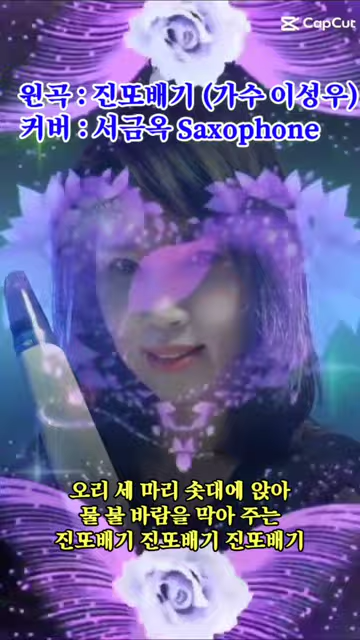 CapCut
원곡 : 진또배기 (가수 이성우)
커버 : 서금옥 Saxophone
오리 세 마리 솟대에 앉아
물 불 바람을 막아 주는
진또배기 진또배기 진또배기